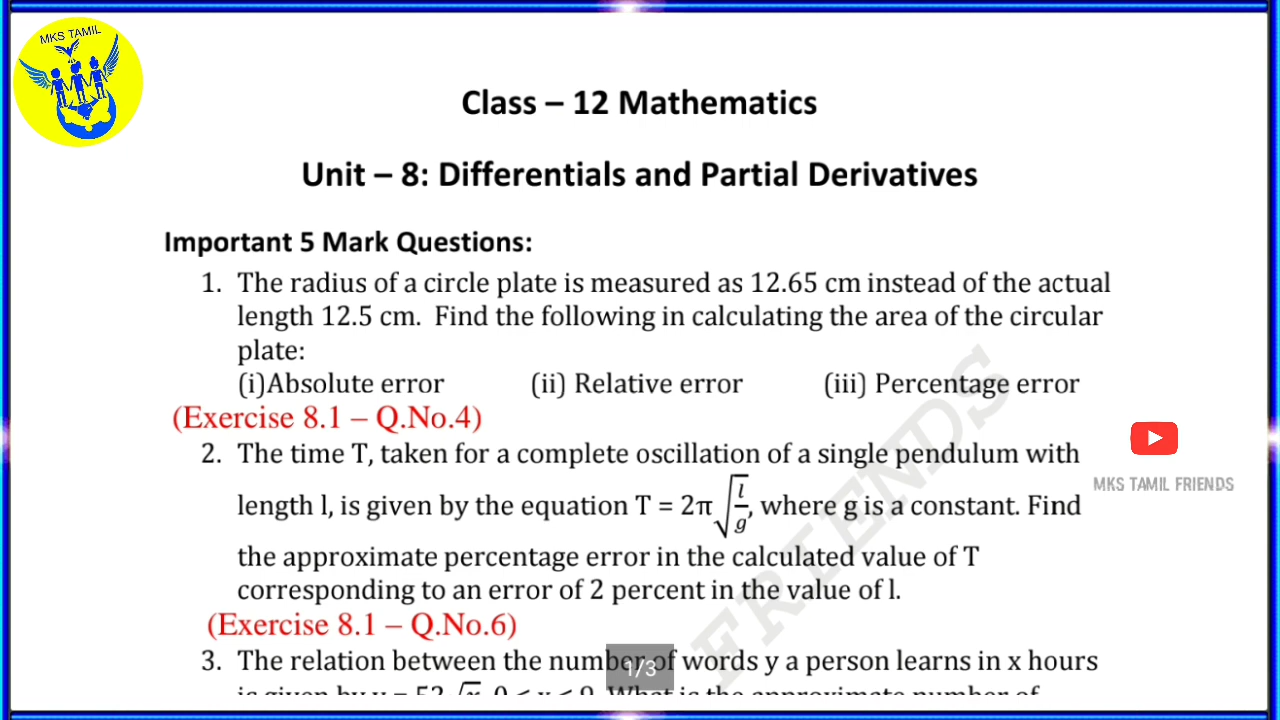 MKS TAMIL
Class – 12 Mathematics
Unit – 8: Differentials and Partial Derivatives
Important 5 Mark Questions:
1. The radius of a circle plate is measured as 12.65 cm instead of the actual
length 12.5 cm. Find the following in calculating the area of the circular
plate:
(i)Absolute error (ii) Relative error (iii) Percentage error
(Exercise 8.1 – Q.No.4)
2. The time T, taken for a complete oscillation of a single pendulum with
length l, is given by the equation T = 2π √(l/g), where g is a constant. Find
the approximate percentage error in the calculated value of T
corresponding to an error of 2 percent in the value of l.
(Exercise 8.1 – Q.No.6)
3. The relation between the number of words y a person learns in x hours
What is the approximate number of
1/3
MKS TAMIL FRIENDS
FRIENDS